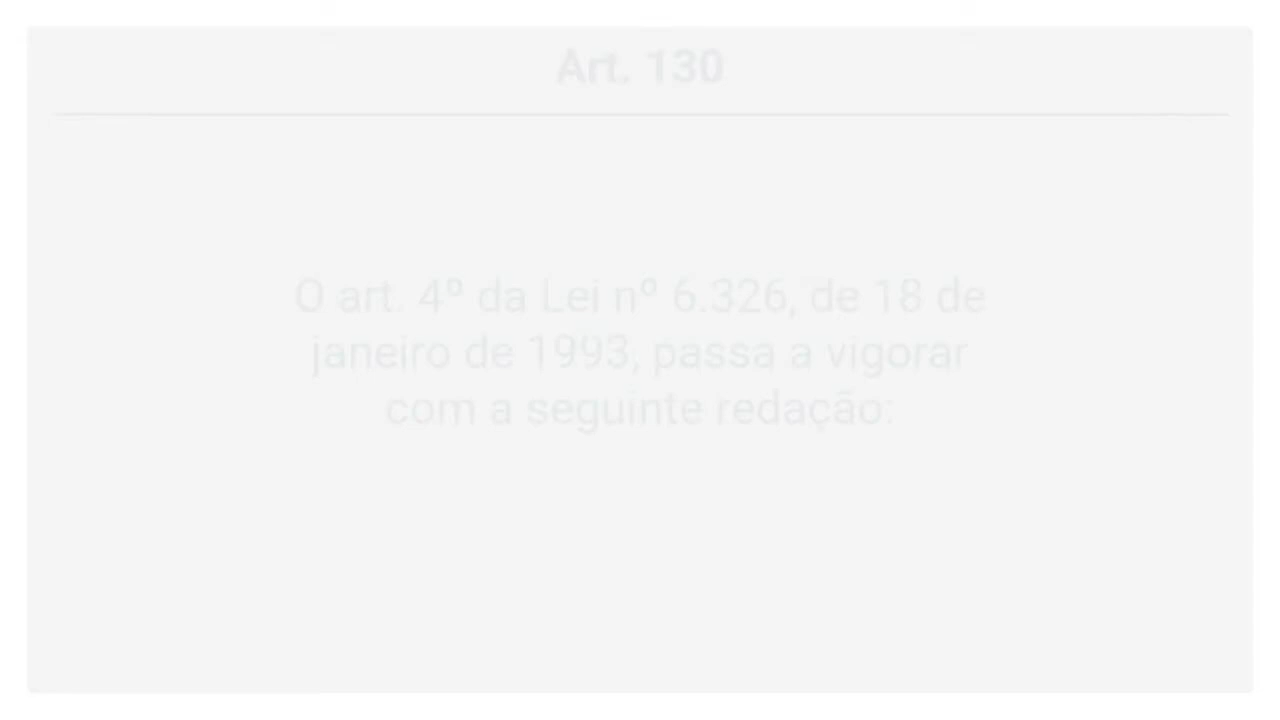 Art. 130
O art. 4º da Lei nº 6.326, de 18 de
janeiro de 1993, passa a vigorar
com a seguinte redação: